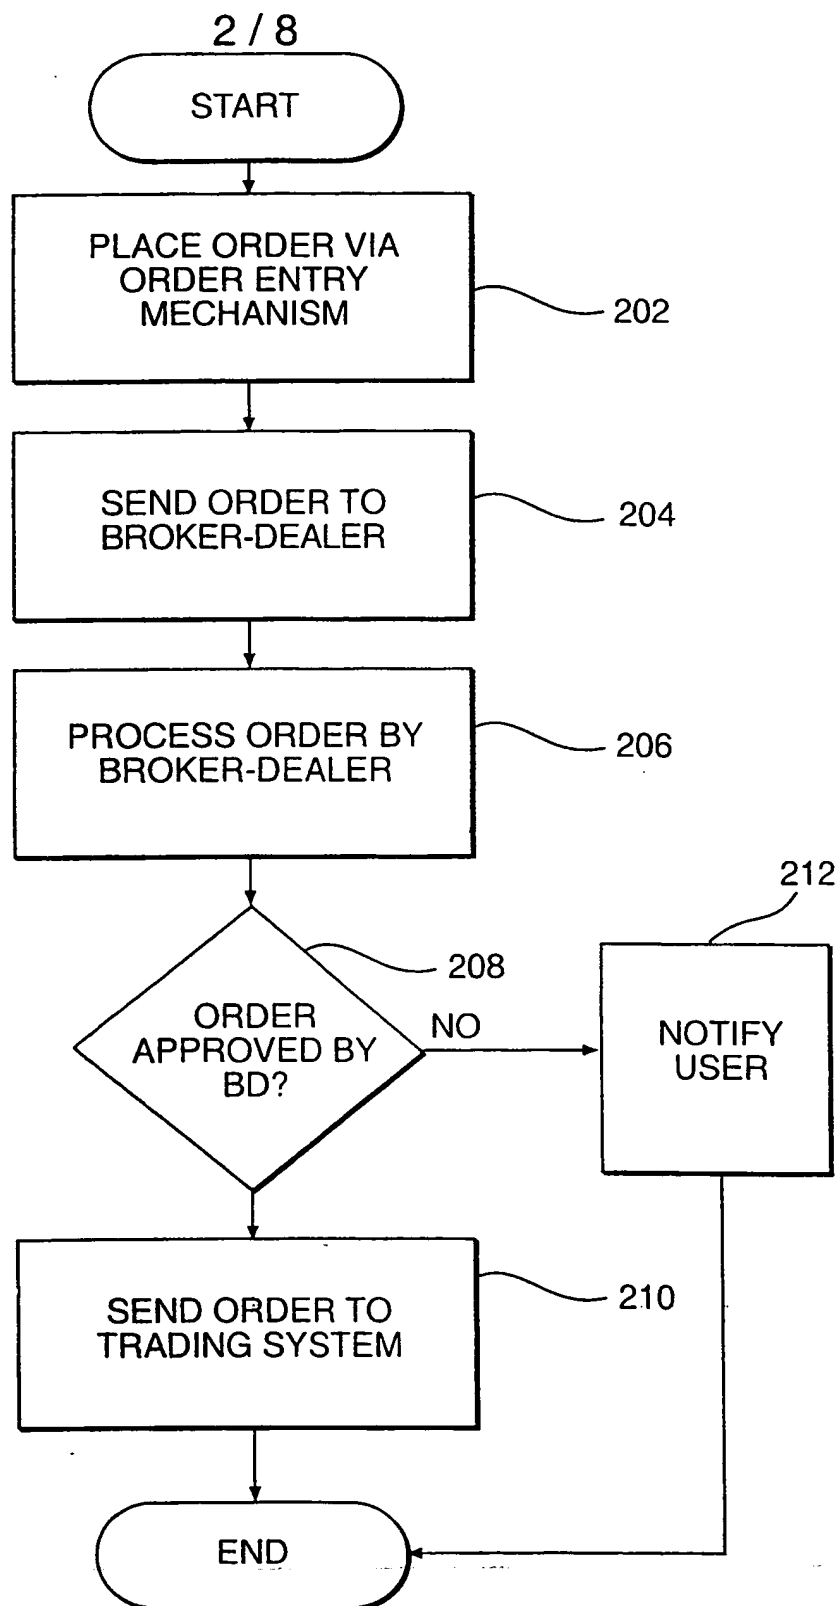 2 / 8
START
PLACE ORDER VIA
ORDER ENTRY
MECHANISM
202
SEND ORDER TO
BROKER-DEALER
204
PROCESS ORDER BY
BROKER-DEALER
206
212
208
ORDER
APPROVED BY
BD?
NO
NOTIFY
USER
SEND ORDER TO
TRADING SYSTEM
210
END